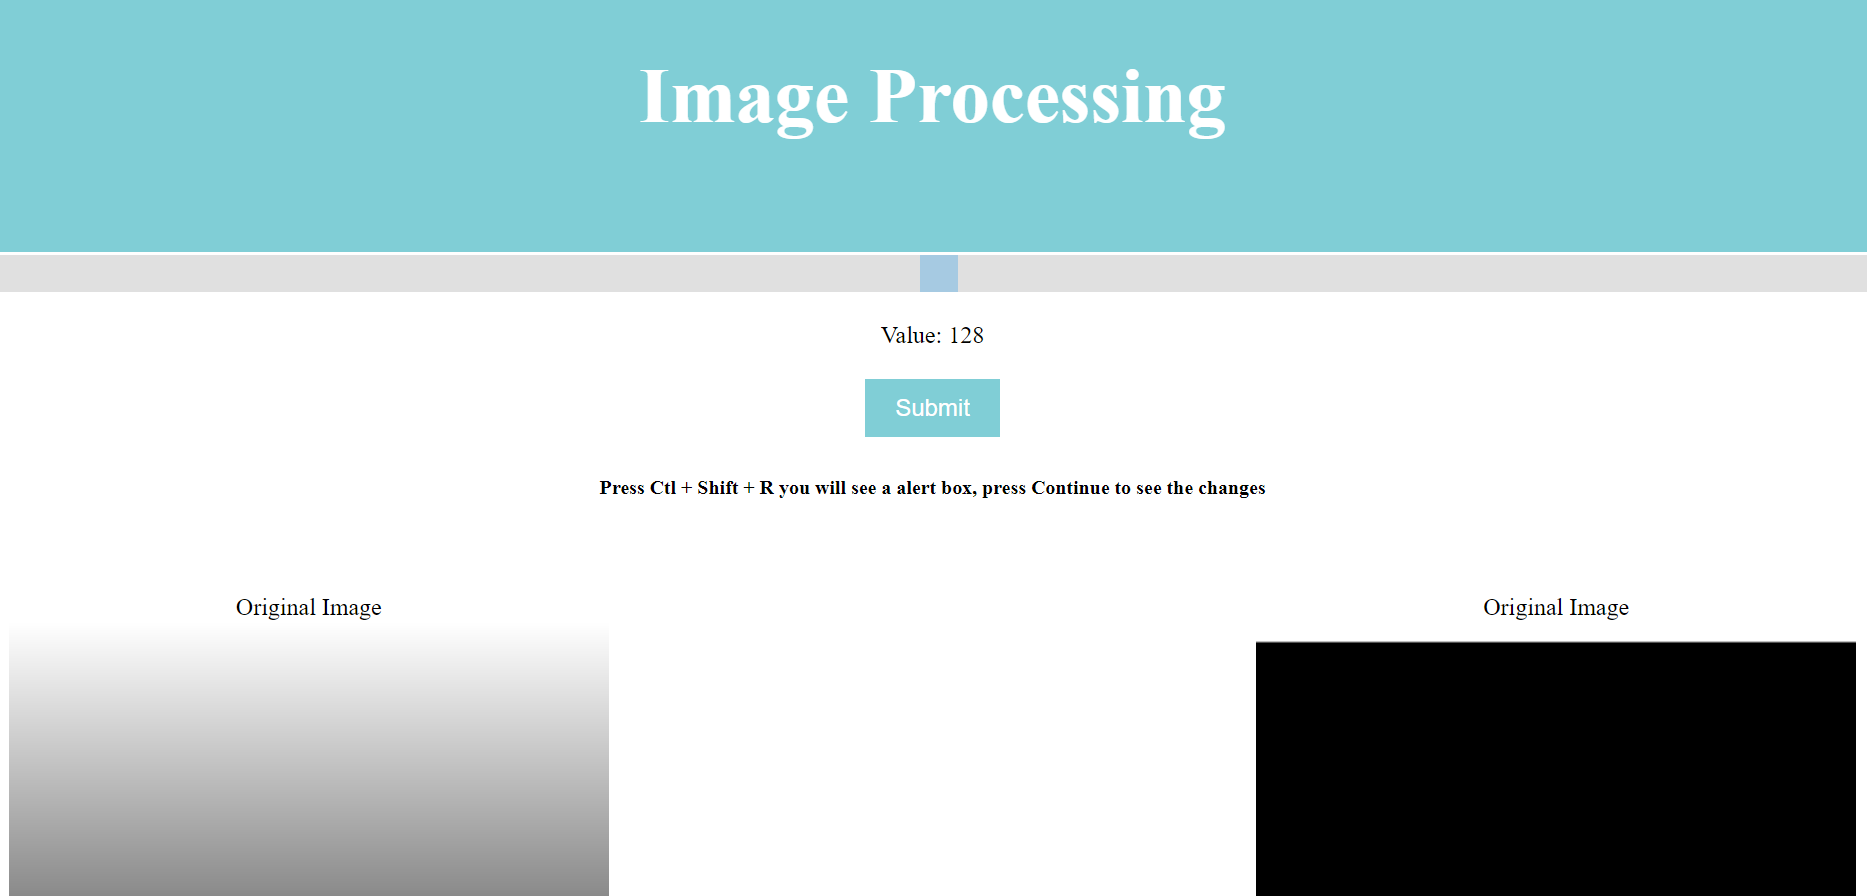 Image Processing
Value: 128
Submit
Press Ctl + Shift + R you will see a alert box, press Continue to see the changes
Original Image
Original Image